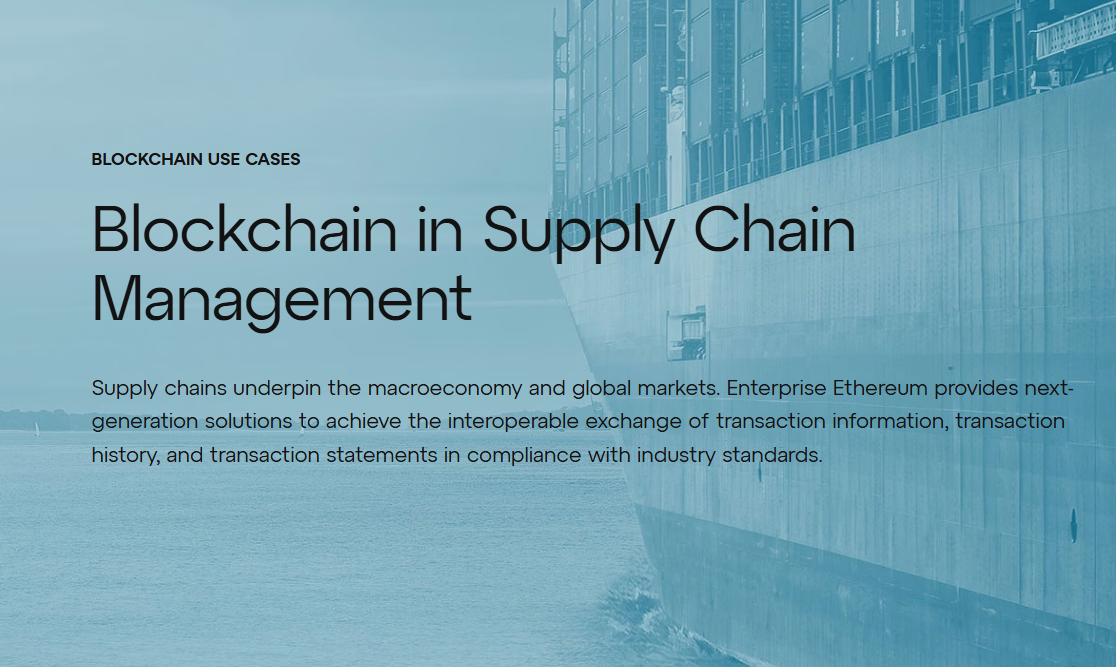 BLOCKCHAIN USE CASES
Blockchain in Supply Chain
Management
Supply chains underpin the macroeconomy and global markets. Enterprise Ethereum provides next-
generation solutions to achieve the interoperable exchange of transaction information, transaction
history, and transaction statements in compliance with industry standards.